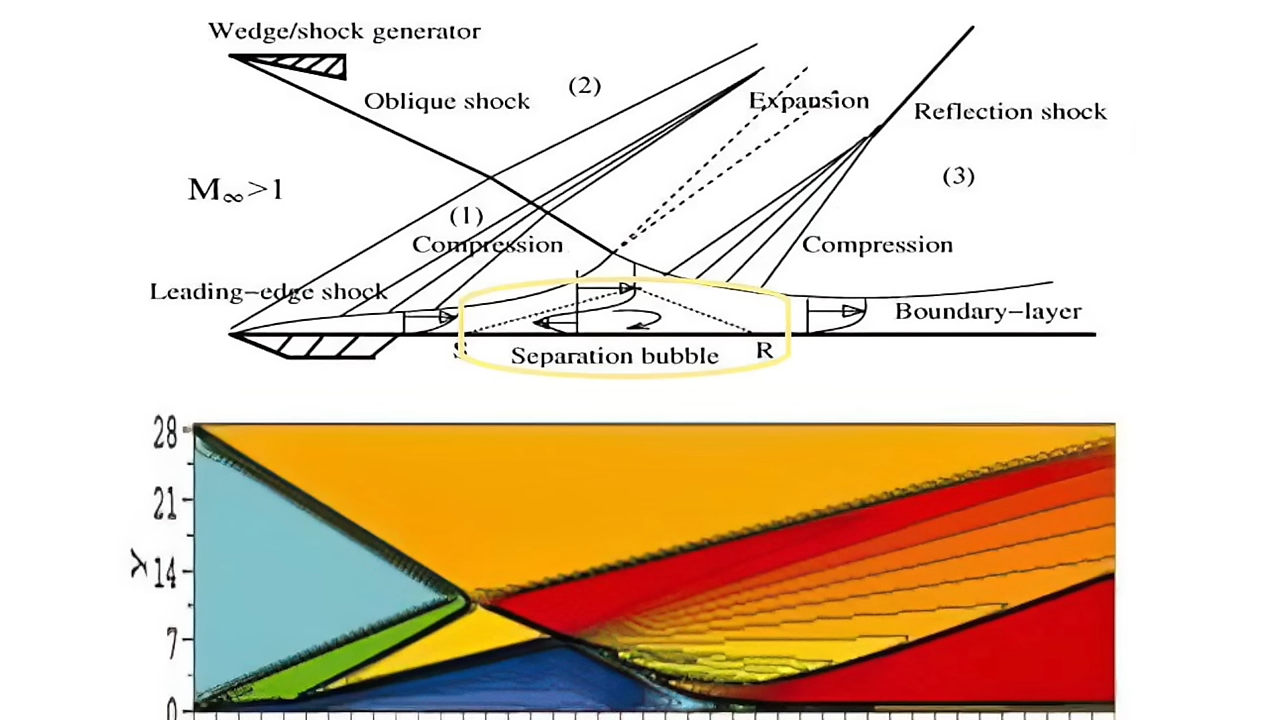 Wedge/shock generator
(2)
Oblique shock
Expansion
Reflection shock
M∞>1
(3)
(1)
Compression
Compression
Leading-edge shock
Boundary-layer
S
Separation bubble
R
28
21
Y
14
7
0